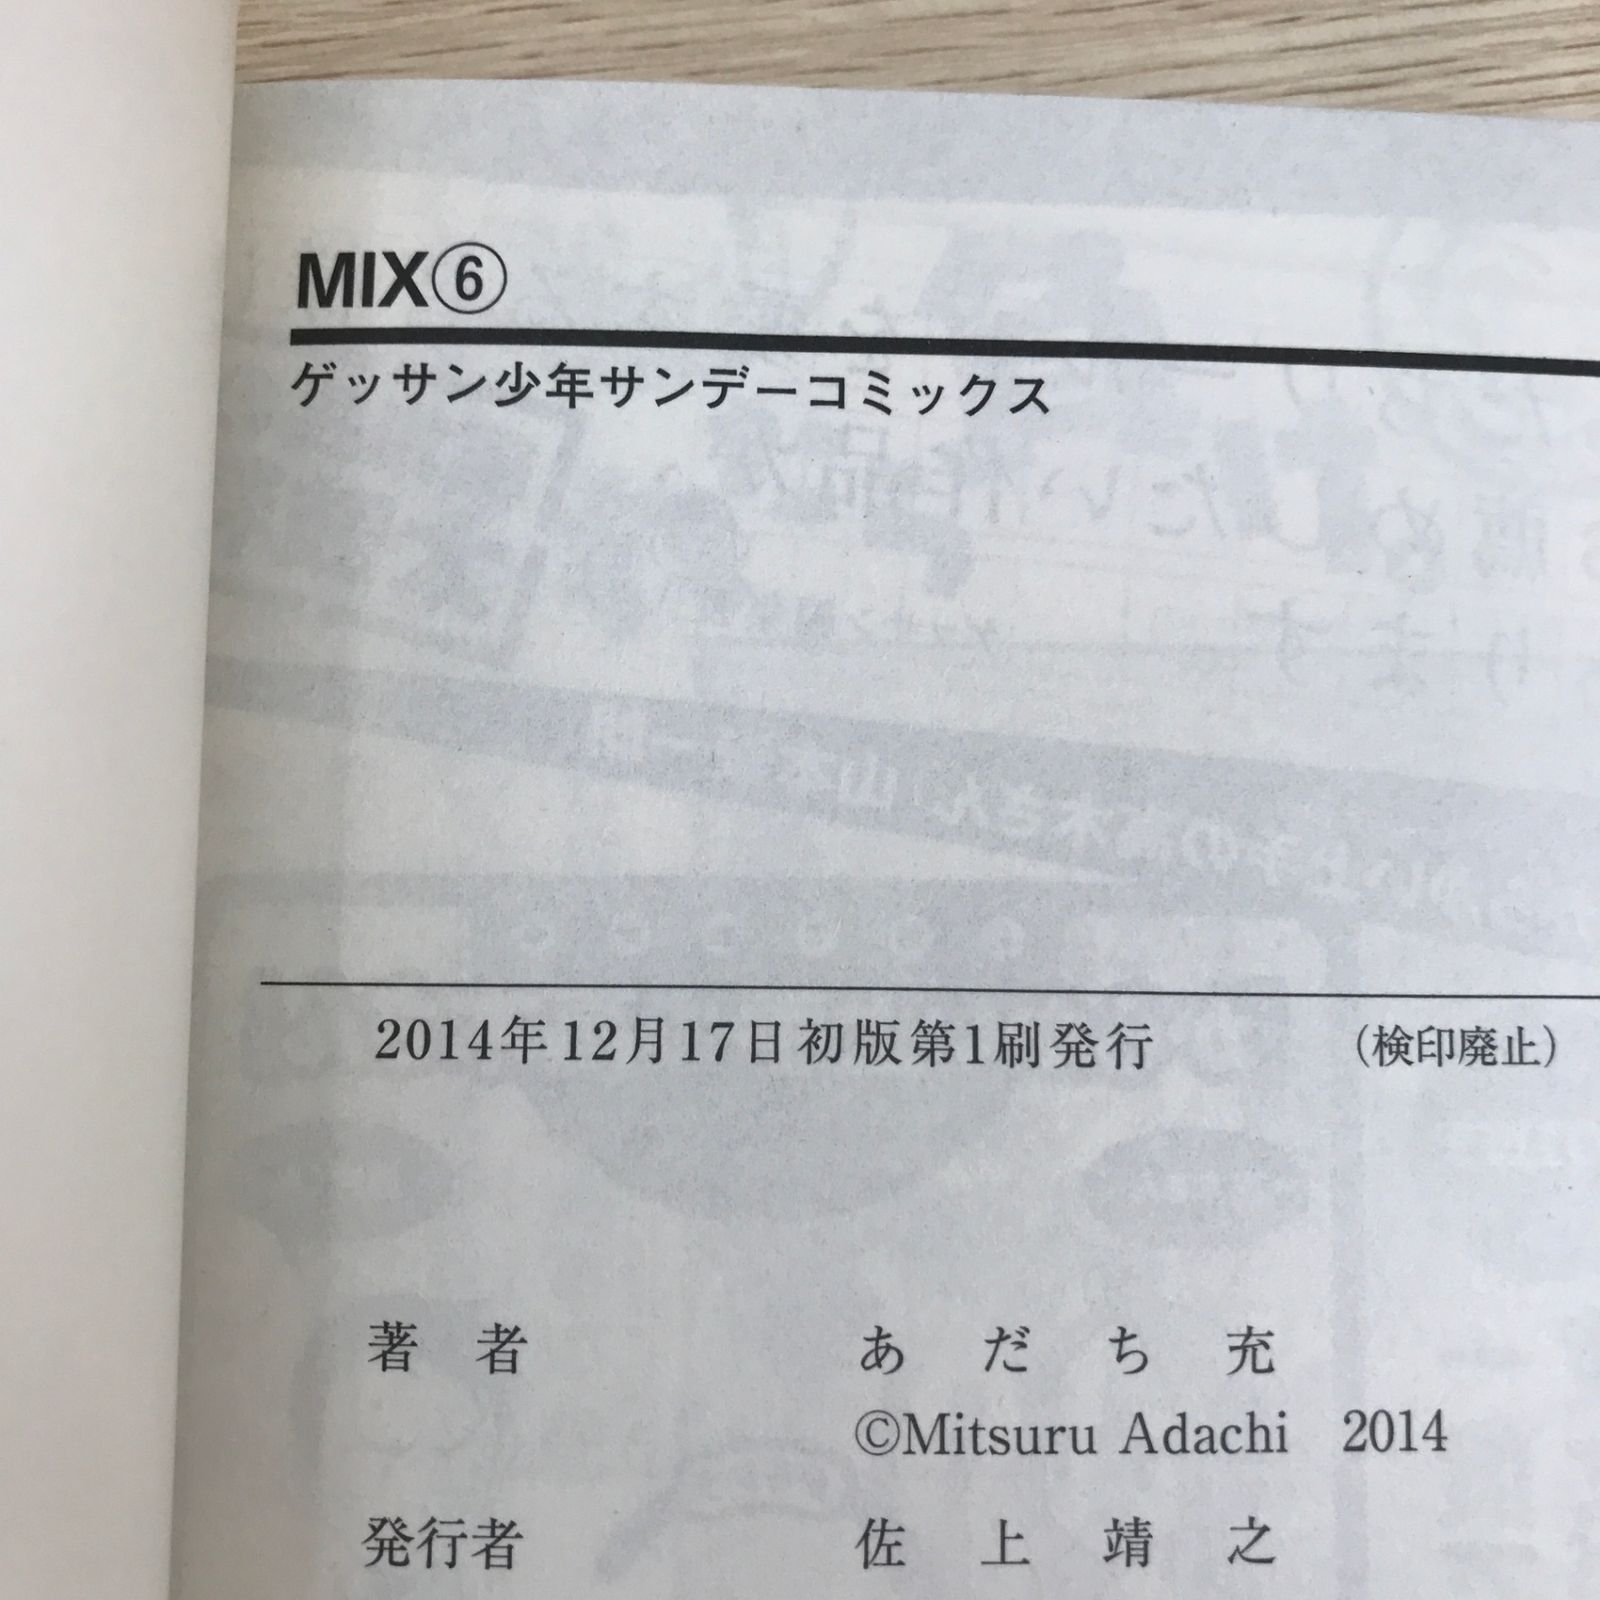 MIX⑥
ゲッサン少年サンデーコミックス
2014年12月17日初版第1刷発行 （検印廃止）
著者 あだち充
©Mitsuru Adachi 2014
発行者 佐上靖之